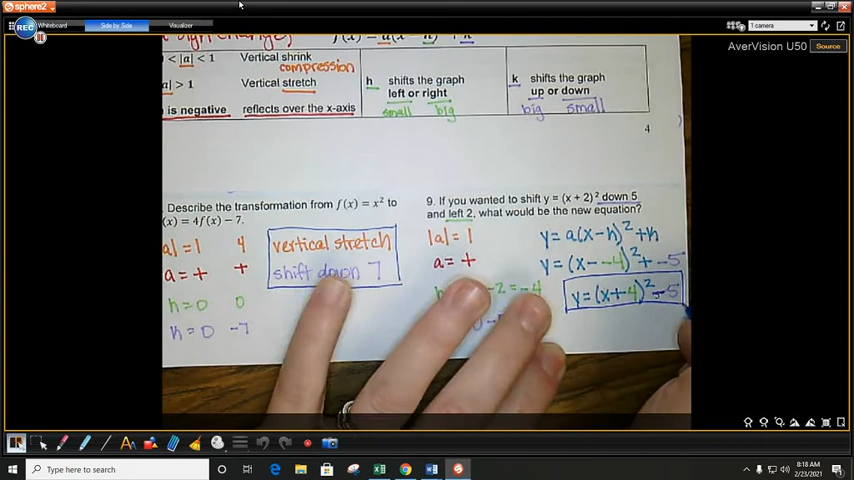 sphere2
Whiteboard
Side by Side
Visualizer
1 camera
REC
AverVision U50
Source
sign change)
< |a| < 1 Vertical shrink
compression
|a| > 1 Vertical stretch
is negative reflects over the x-axis
h shifts the graph
left or right
small big
k shifts the graph
up or down
big small
4
Describe the transformation from f(x) = x² to
(x) = 4f(x) – 7.
|a| = 1 4
a = + +
h = 0 0
k = 0 -7
vertical stretch
shift down 7
9. If you wanted to shift y = (x + 2)² down 5
and left 2, what would be the new equation?
|a| = 1
a = +
-2 = -4
y = a(x-h)² + k
y = (x - -4)² + -5
y = (x + 4)² - 5
Type here to search
8:18 AM
2/23/2021